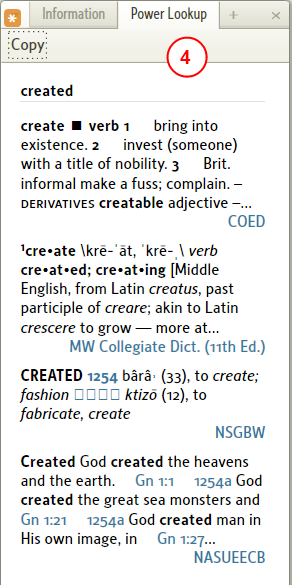 Information Power Lookup + ×
Copy
4
created
create ■ verb 1 bring into
existence. 2 invest (someone)
with a title of nobility. 3 Brit.
informal make a fuss; complain. –
DERIVATIVES creatable adjective –...
COED
¹cre•ate \krē-ˈāt, ˈkrē-ˌ\ verb
cre•at•ed; cre•at•ing [Middle
English, from Latin creatus, past
participle of creare; akin to Latin
crescere to grow — more at...
MW Collegiate Dict. (11th Ed.)
CREATED 1254 bârâʾ (33), to create;
fashion □□□□ ktizō (12), to
fabricate, create
NSGBW
Created God created the heavens
and the earth. Gn 1:1 1254a God
created the great sea monsters and
Gn 1:21 1254a God created man in
His own image, in Gn 1:27...
NASUEECB